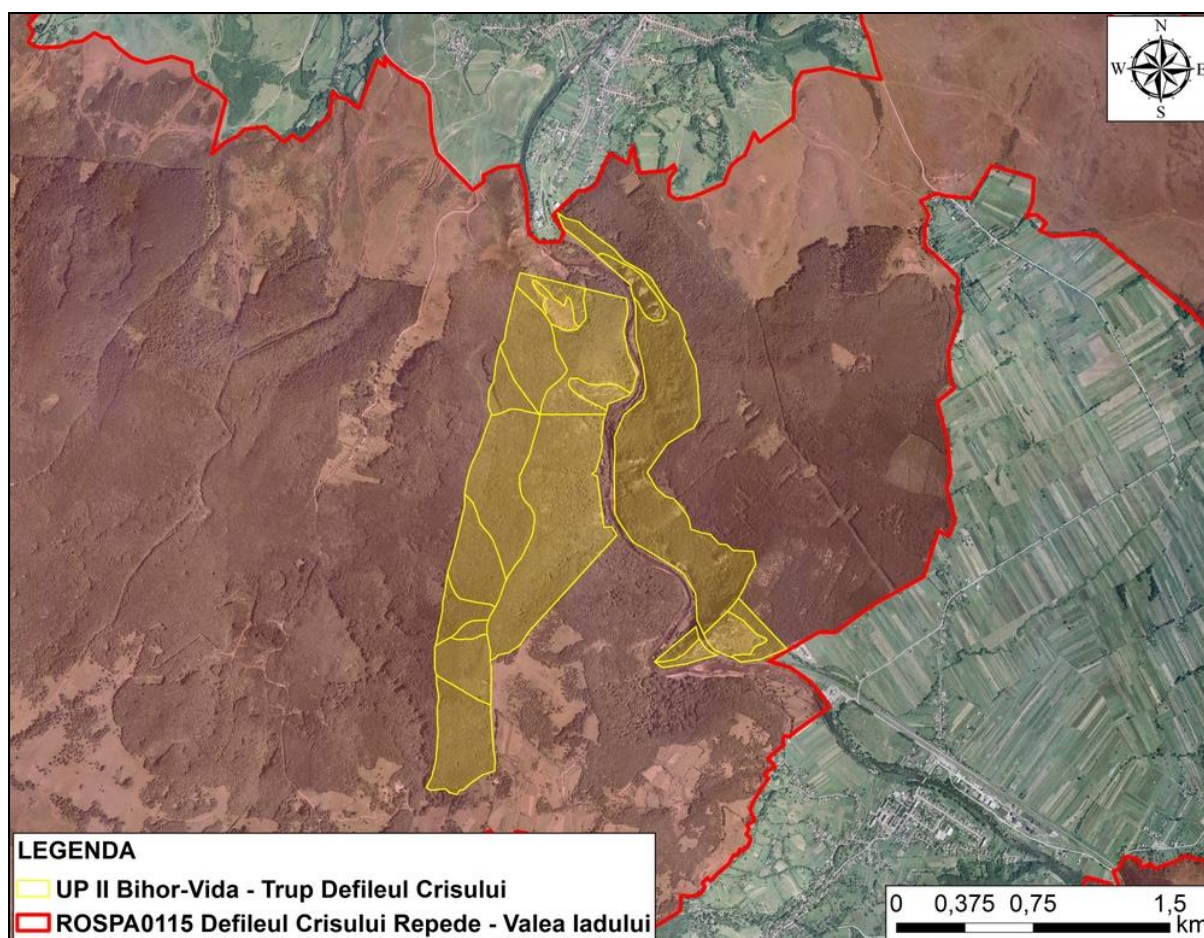 N
W E
S
LEGENDA
UP II Bihor-Vida - Trup Defileul Crisului
ROSPA0115 Defileul Crisului Repede - Valea Iadului
0 0,375 0,75 1,5
km